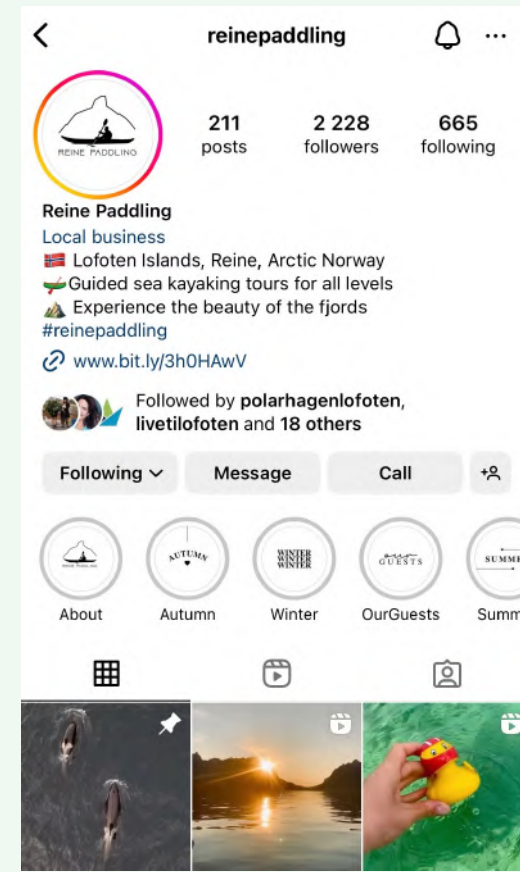 reinepaddling
REINE PADDLING
211
posts
2 228
followers
665
following
Reine Paddling
Local business
Lofoten Islands, Reine, Arctic Norway
Guided sea kayaking tours for all levels
Experience the beauty of the fjords
#reinepaddling
www.bit.ly/3h0HAwV
Followed by polarhagenlofoten,
livetilofoten and 18 others
Following
Message
Call
REINE PADDLING
AUTUMN
WINTER
WINTER
WINTER
our
GUESTS
SUMME
About
Autumn
Winter
OurGuests
Summ